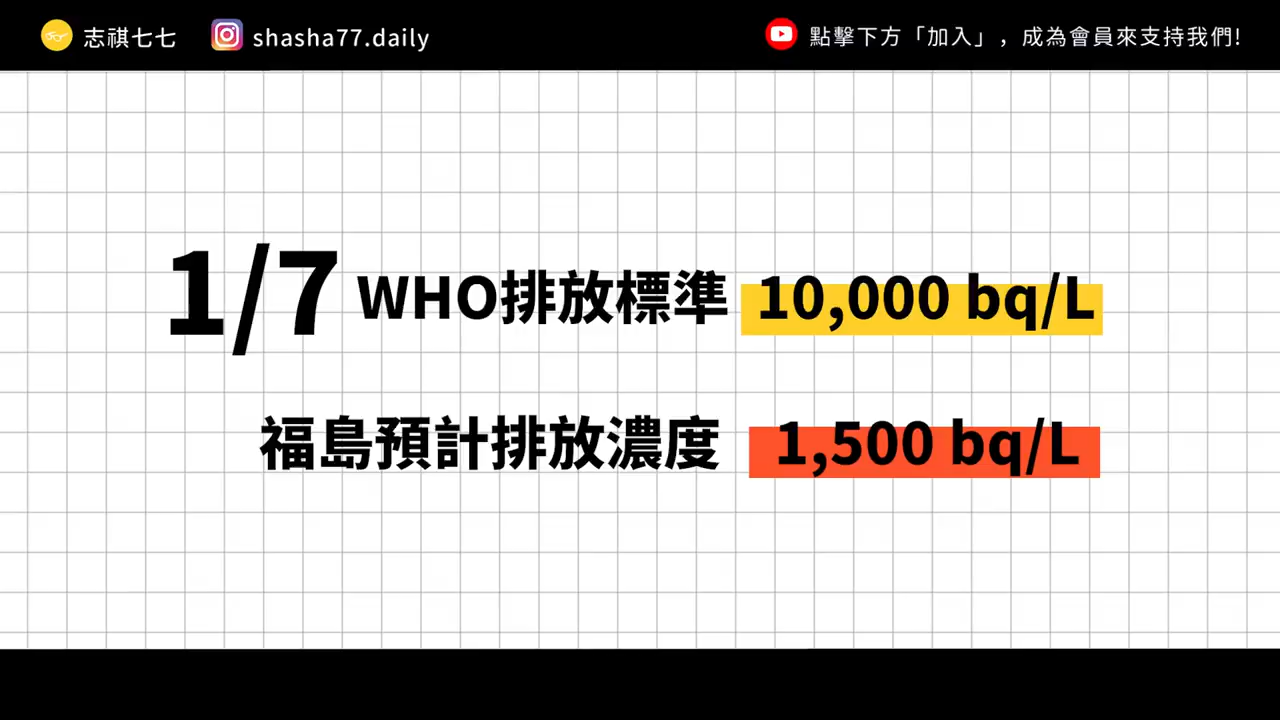 志祺七七 shasha77.daily 點擊下方「加入」，成為會員來支持我們!
1/7 WHO排放標準 10,000 bq/L
福島預計排放濃度 1,500 bq/L